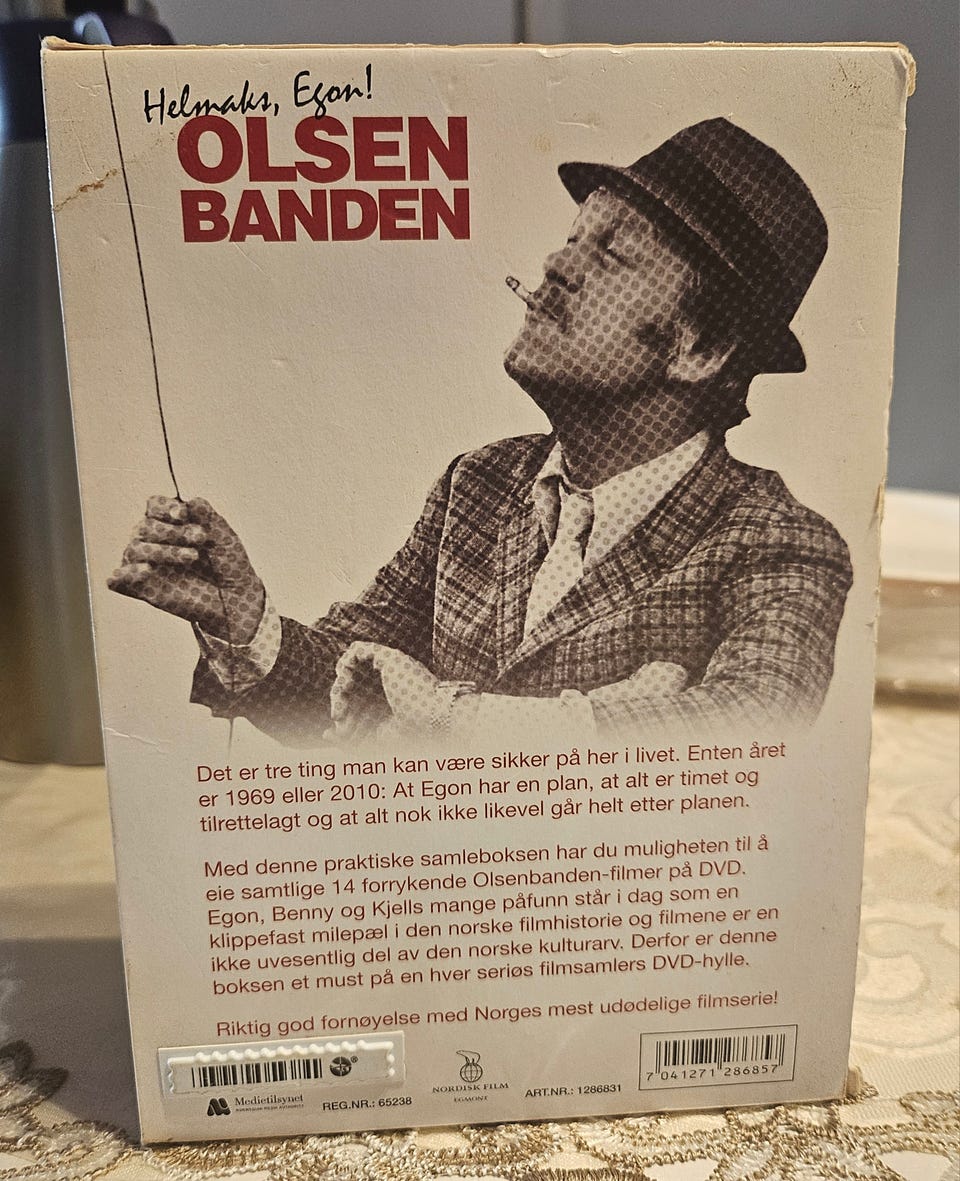 Helmaks, Egon!
OLSEN
BANDEN
Det er tre ting man kan være sikker på her i livet. Enten året
er 1969 eller 2010: At Egon har en plan, at alt er timet og
tilrettelagt og at alt nok ikke likevel går helt etter planen.
Med denne praktiske samleboksen har du muligheten til å
eie samtlige 14 forrykende Olsenbanden-filmer på DVD.
Egon, Benny og Kjells mange påfunn står i dag som en
klippefast milepæl i den norske filmhistorie og filmene er en
ikke uvesentlig del av den norske kulturarv. Derfor er denne
boksen et must på en hver seriøs filmsamlers DVD-hylle.
Riktig god fornøyelse med Norges mest udødelige filmserie!
Medietilsynet
NORWEGIAN MEDIA AUTHORITY
REG.NR.: 65238
NORDISK FILM
EGMONT
ART.NR.: 1286831
7 041271 286857